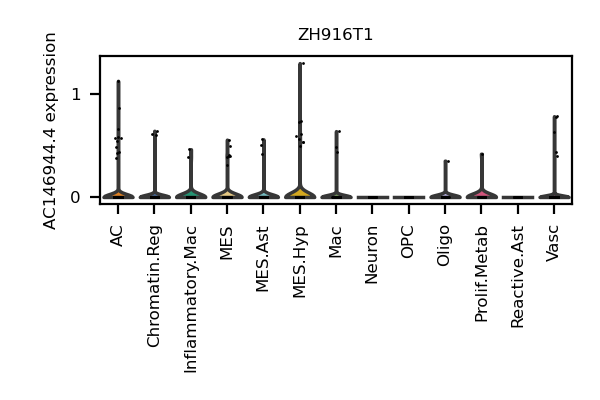 ZH916T1
AC146944.4 expression
1
0
AC
Chromatin.Reg
Inflammatory.Mac
MES
MES.Ast
MES.Hyp
Mac
Neuron
OPC
Oligo
Prolif.Metab
Reactive.Ast
Vasc